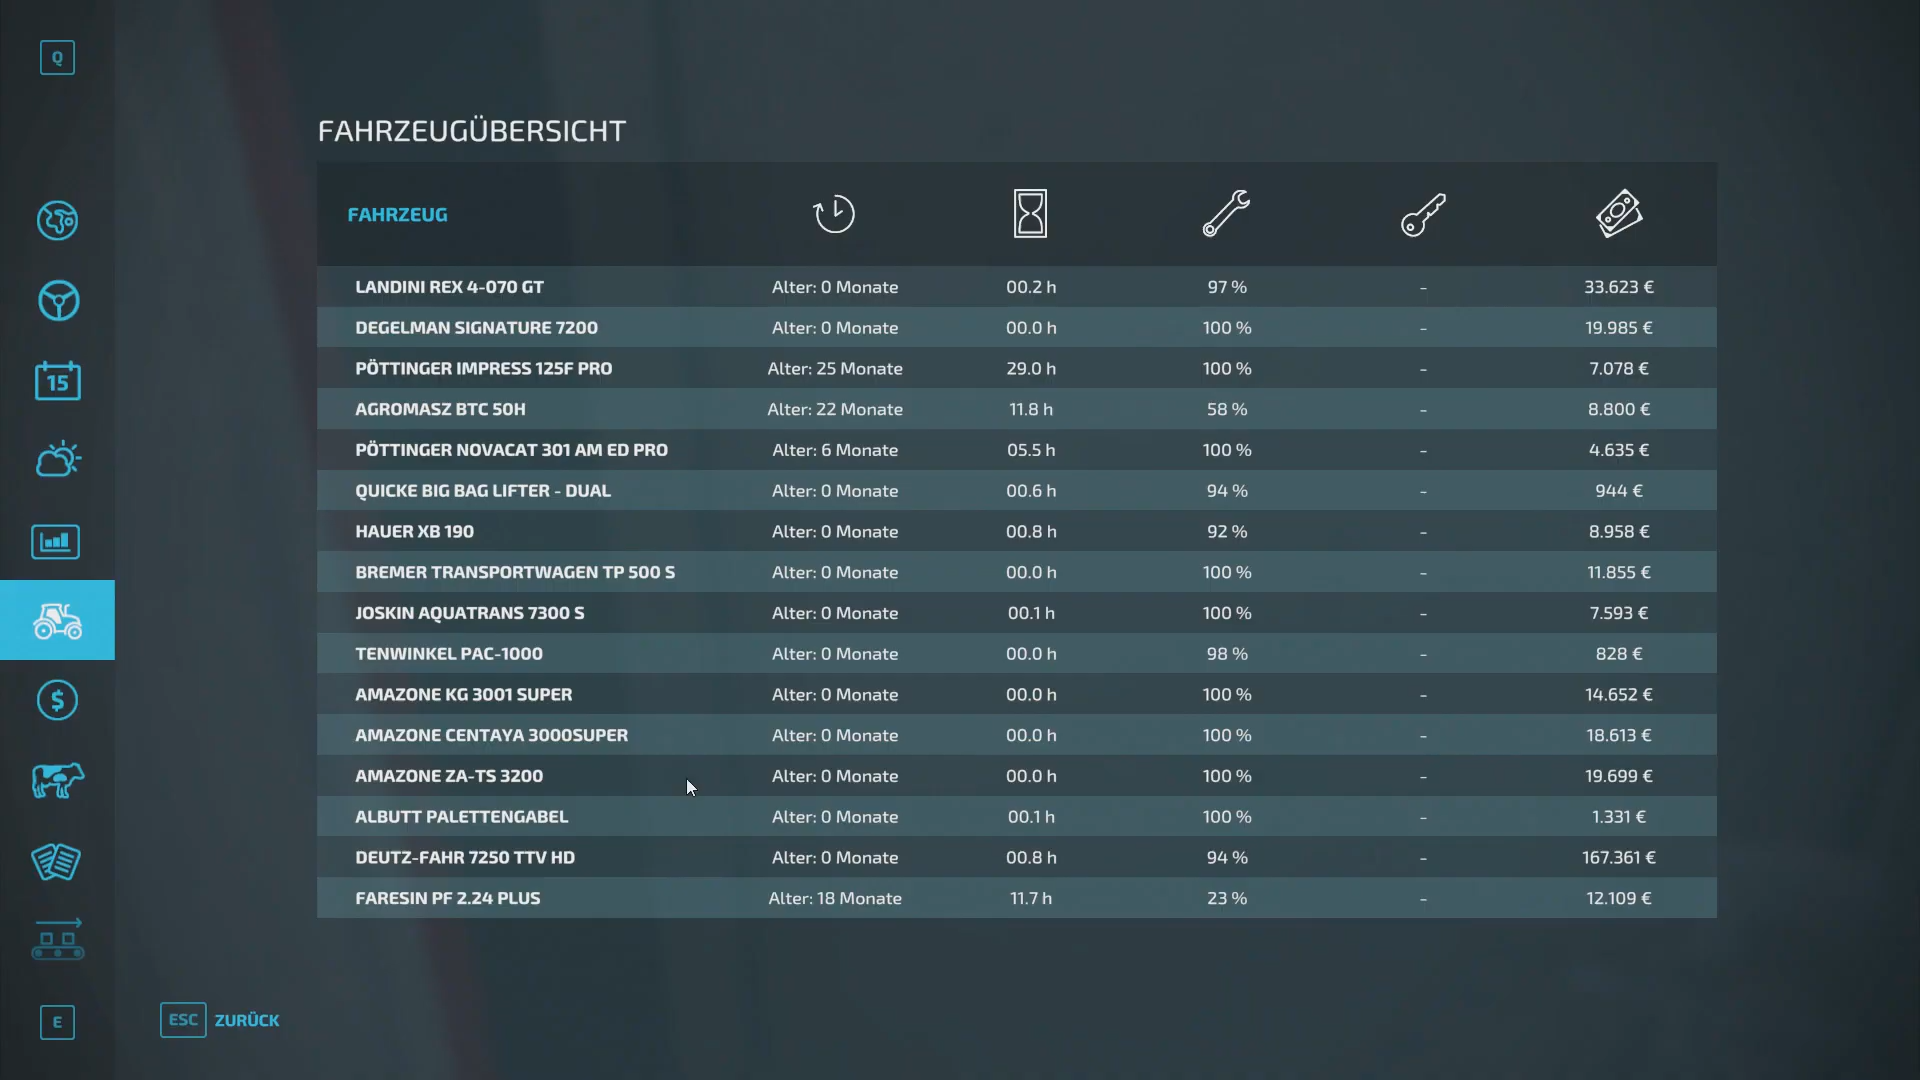 Q
FAHRZEUGÜBERSICHT
FAHRZEUG
LANDINI REX 4-070 GT Alter: 0 Monate 00.2 h 97 % - 33.623 €
DEGELMAN SIGNATURE 7200 Alter: 0 Monate 00.0 h 100 % - 19.985 €
PÖTTINGER IMPRESS 125F PRO Alter: 25 Monate 29.0 h 100 % - 7.078 €
15
AGROMASZ BTC 50H Alter: 22 Monate 11.8 h 58 % - 8.800 €
PÖTTINGER NOVACAT 301 AM ED PRO Alter: 6 Monate 05.5 h 100 % - 4.635 €
QUICKE BIG BAG LIFTER - DUAL Alter: 0 Monate 00.6 h 94 % - 944 €
HAUER XB 190 Alter: 0 Monate 00.8 h 92 % - 8.958 €
BREMER TRANSPORTWAGEN TP 500 S Alter: 0 Monate 00.0 h 100 % - 11.855 €
JOSKIN AQUATRANS 7300 S Alter: 0 Monate 00.1 h 100 % - 7.593 €
TENWINKEL PAC-1000 Alter: 0 Monate 00.0 h 98 % - 828 €
AMAZONE KG 3001 SUPER Alter: 0 Monate 00.0 h 100 % - 14.652 €
$
AMAZONE CENTAYA 3000SUPER Alter: 0 Monate 00.0 h 100 % - 18.613 €
AMAZONE ZA-TS 3200 Alter: 0 Monate 00.0 h 100 % - 19.699 €
ALBUTT PALETTENGABEL Alter: 0 Monate 00.1 h 100 % - 1.331 €
DEUTZ-FAHR 7250 TTV HD Alter: 0 Monate 00.8 h 94 % - 167.361 €
FARESIN PF 2.24 PLUS Alter: 18 Monate 11.7 h 23 % - 12.109 €
E
ESC ZURÜCK